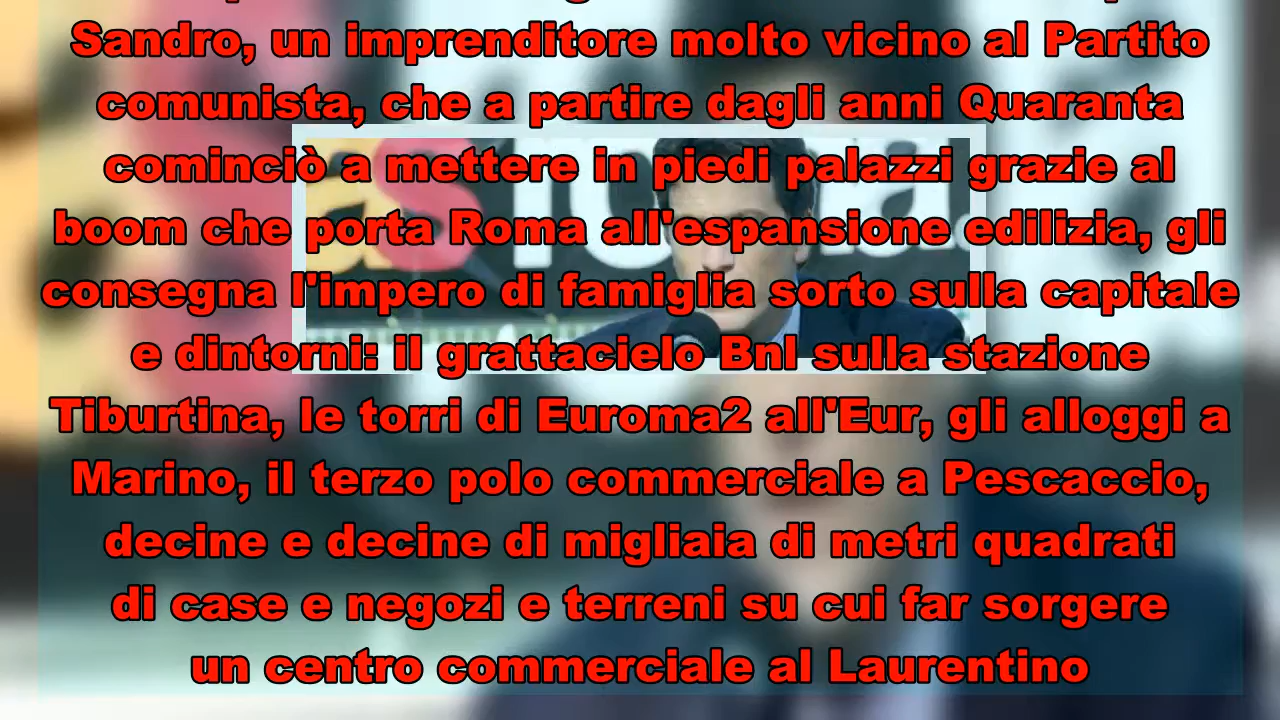 Sandro, un imprenditore molto vicino al Partito
comunista, che a partire dagli anni Quaranta
cominciò a mettere in piedi palazzi grazie al
boom che porta Roma all'espansione edilizia, gli
consegna l'impero di famiglia sorto sulla capitale
e dintorni: il grattacielo Bnl sulla stazione
Tiburtina, le torri di Euroma2 all'Eur, gli alloggi a
Marino, il terzo polo commerciale a Pescaccio,
decine e decine di migliaia di metri quadrati
di case e negozi e terreni su cui far sorgere
un centro commerciale al Laurentino